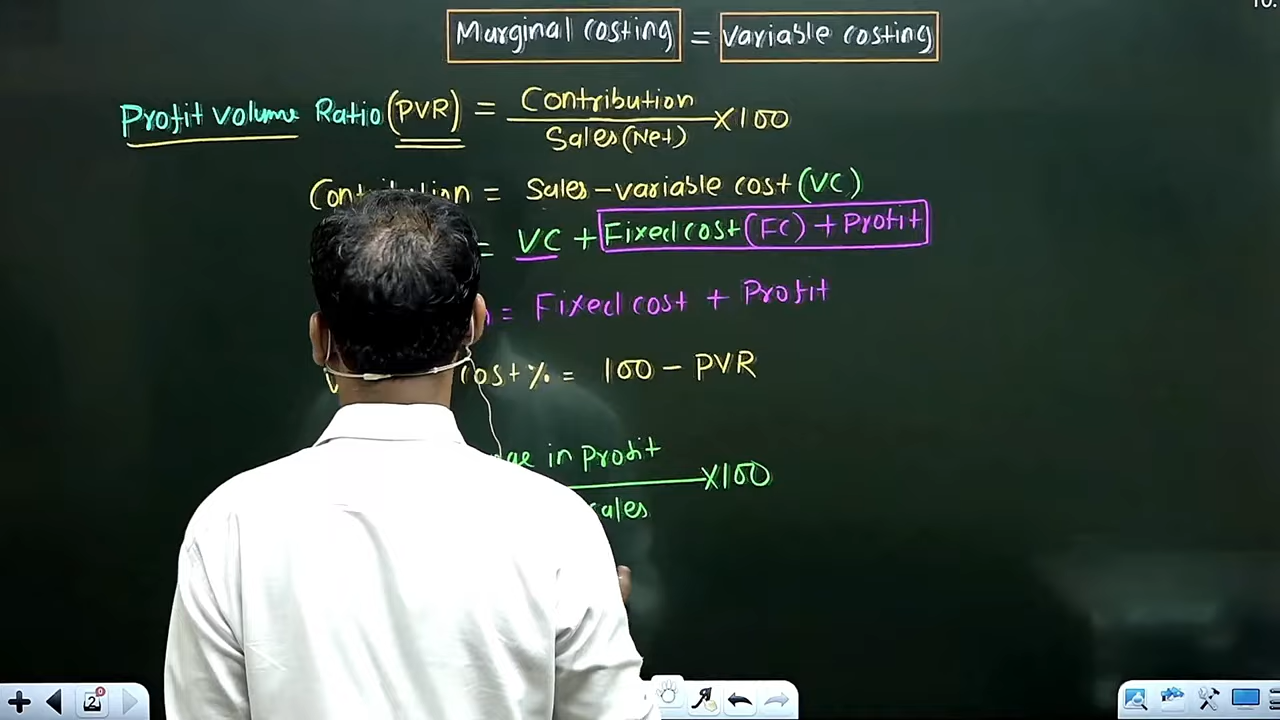 Marginal costing = variable costing
Profit volume Ratio (PVR) = Contribution
Sales (Net) X100
= Sales - variable cost (VC)
= VC + Fixed cost (FC) + Profit
= Fixed cost + Profit
cost % = 100 - PVR
in Profit
X100
2